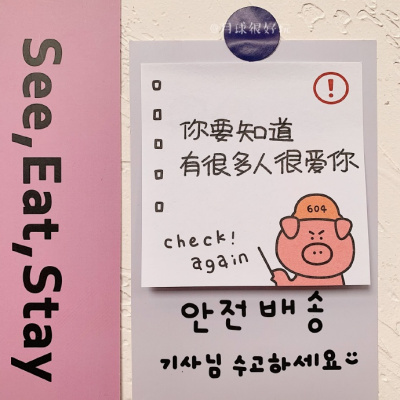 See,Eat,Stay
@月球很好
你要知道
有很多人很爱你
604
check!
again
안전 배송
기사님 수고하세요